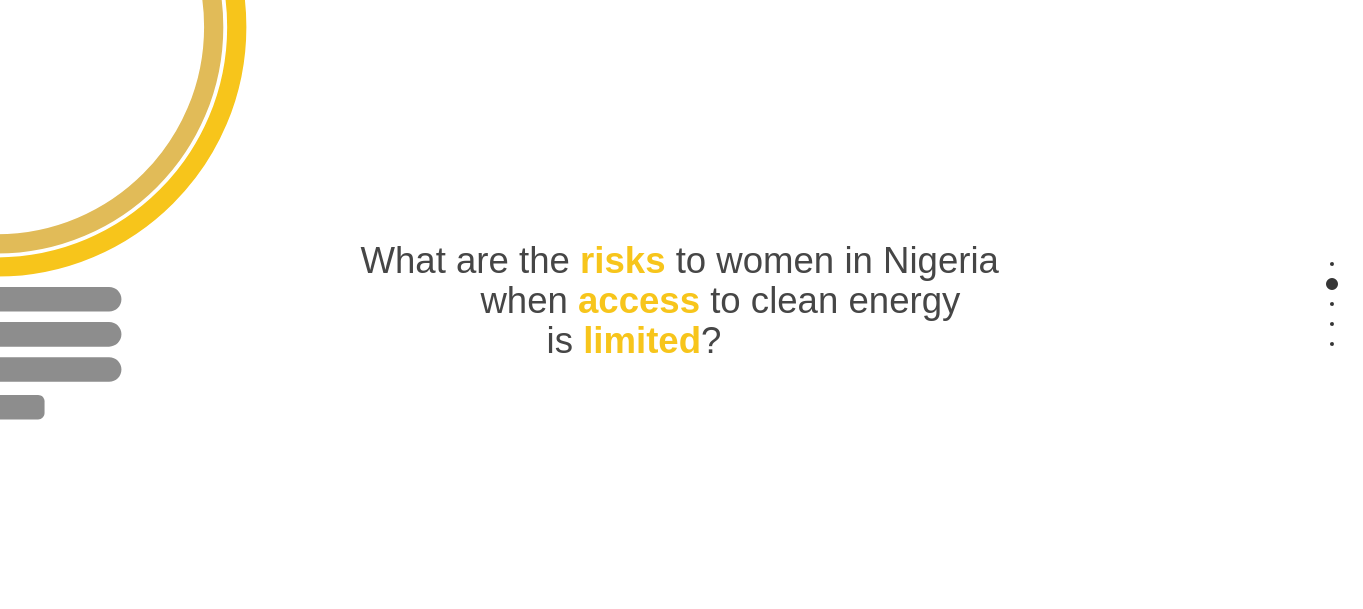 What are the risks to women in Nigeria
when access to clean energy
is limited?